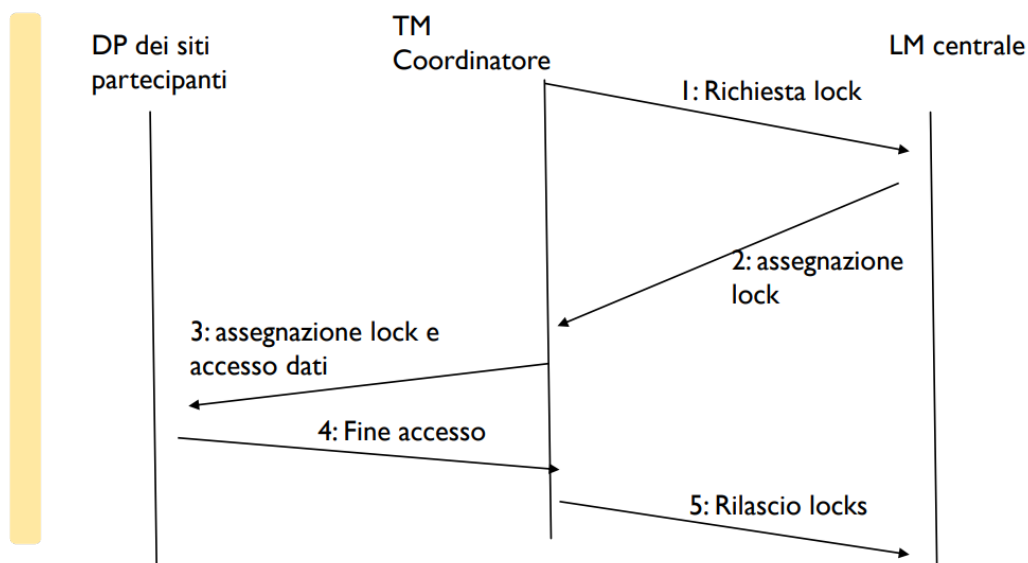 DP dei siti
partecipanti
TM
Coordinatore
LM centrale
1: Richiesta lock
2: assegnazione
lock
3: assegnazione lock e
accesso dati
4: Fine accesso
5: Rilascio locks